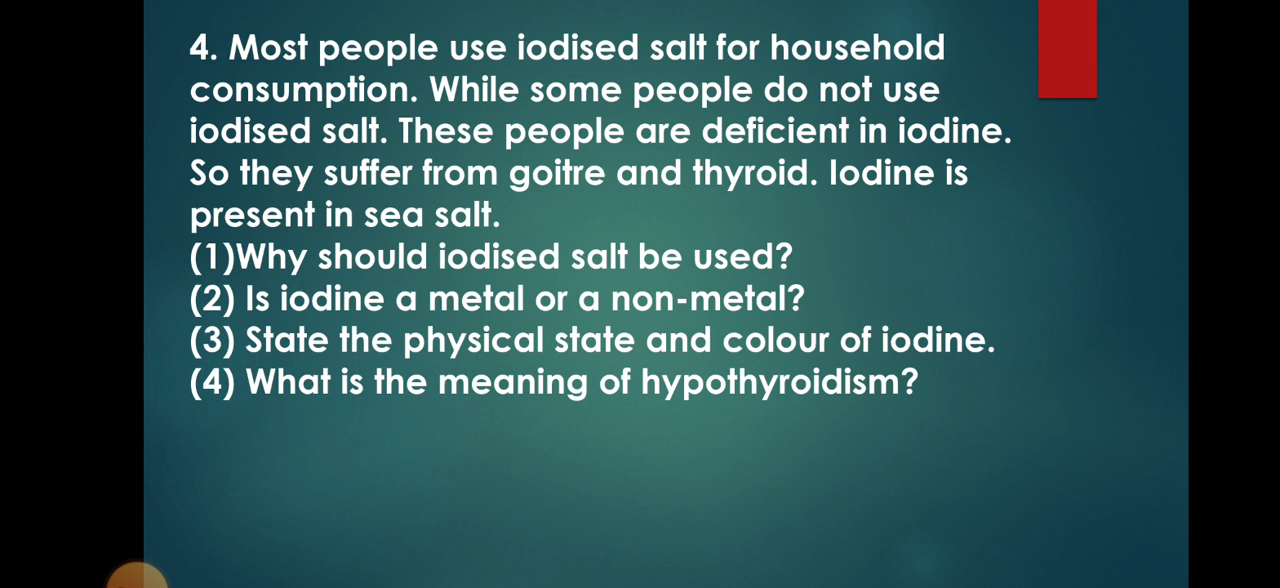 4. Most people use iodised salt for household
consumption. While some people do not use
iodised salt. These people are deficient in iodine.
So they suffer from goitre and thyroid. Iodine is
present in sea salt.
(1)Why should iodised salt be used?
(2) Is iodine a metal or a non-metal?
(3) State the physical state and colour of iodine.
(4) What is the meaning of hypothyroidism?